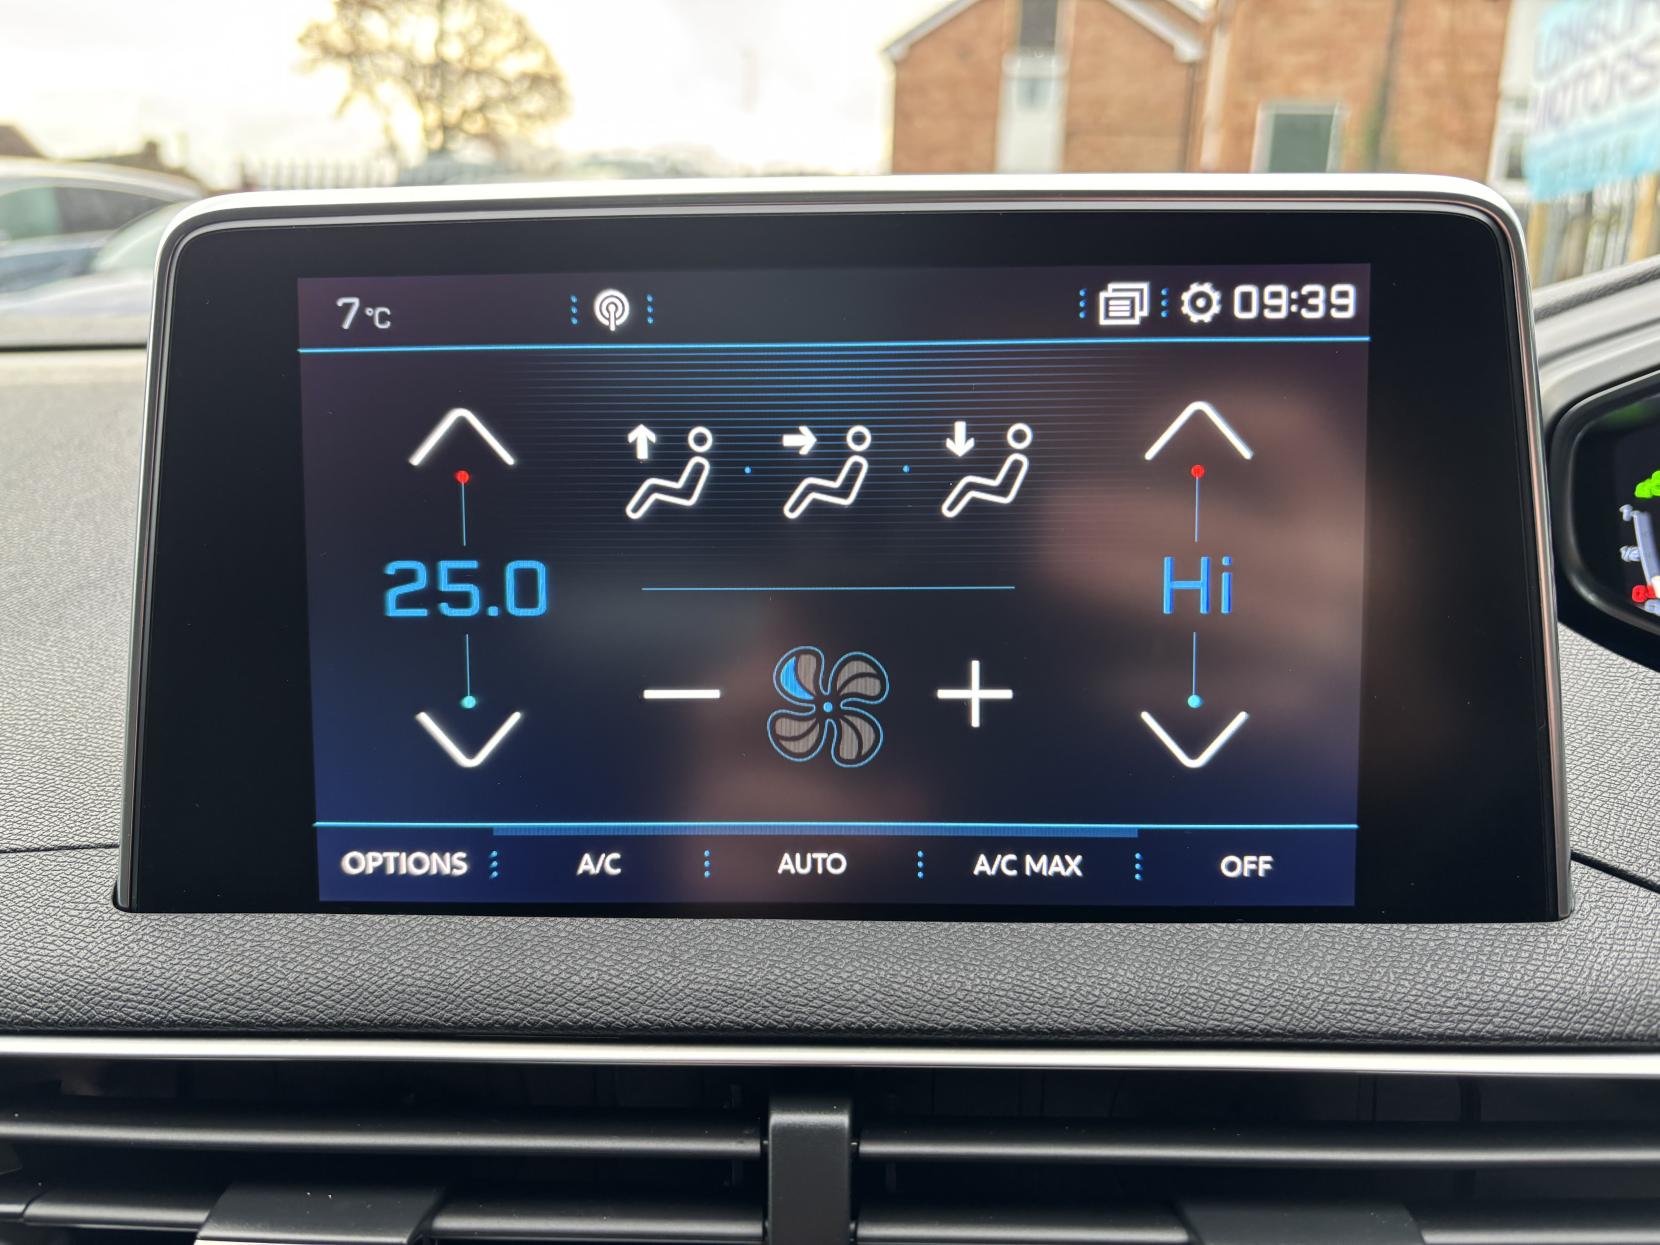 7°C
09:39
25.0
Hi
OPTIONS
A/C
AUTO
A/C MAX
OFF